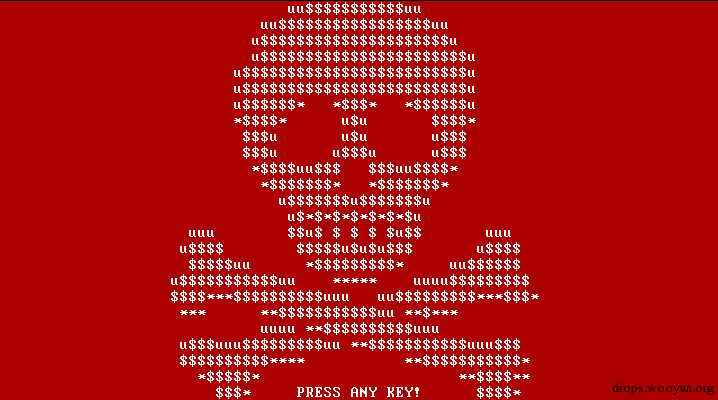 uu$$$$$$$$$$$uu
uu$$$$$$$$$$$$$$$$$uu
u$$$$$$$$$$$$$$$$$$$$$u
u$$$$$$$$$$$$$$$$$$$$$$$u
u$$$$$$$$$$$$$$$$$$$$$$$$$u
u$$$$$$$$$$$$$$$$$$$$$$$$$u
u$$$$$$*   *$$$*   *$$$$$$u
*$$$$*      u$u       $$$$*
$$$u       u$u       u$$$
$$$u      u$$$u      u$$$
*$$$$uu$$$   $$$uu$$$$*
*$$$$$$$*   *$$$$$$$*
u$$$$$$$u$$$$$$$u
u$*$*$*$*$*$*$u
uuu        $$u$ $ $ $ $u$$       uuu
u$$$$        $$$$$u$u$u$$$       u$$$$
$$$$$uu      *$$$$$$$$$*     uu$$$$$$
u$$$$$$$$$$$uu    *****    uuuu$$$$$$$$$
$$$$***$$$$$$$$$$uuu   uu$$$$$$$$$***$$$*
***      **$$$$$$$$$$$uu **$***
uuuu **$$$$$$$$$$uuu
u$$$uuu$$$$$$$$$uu **$$$$$$$$$$$uuu$$$
$$$$$$$$$$****           **$$$$$$$$$$$*
*$$$$$*                      **$$$$**
$$$*     PRESS ANY KEY!      $$$$*
drops.wooyun.org